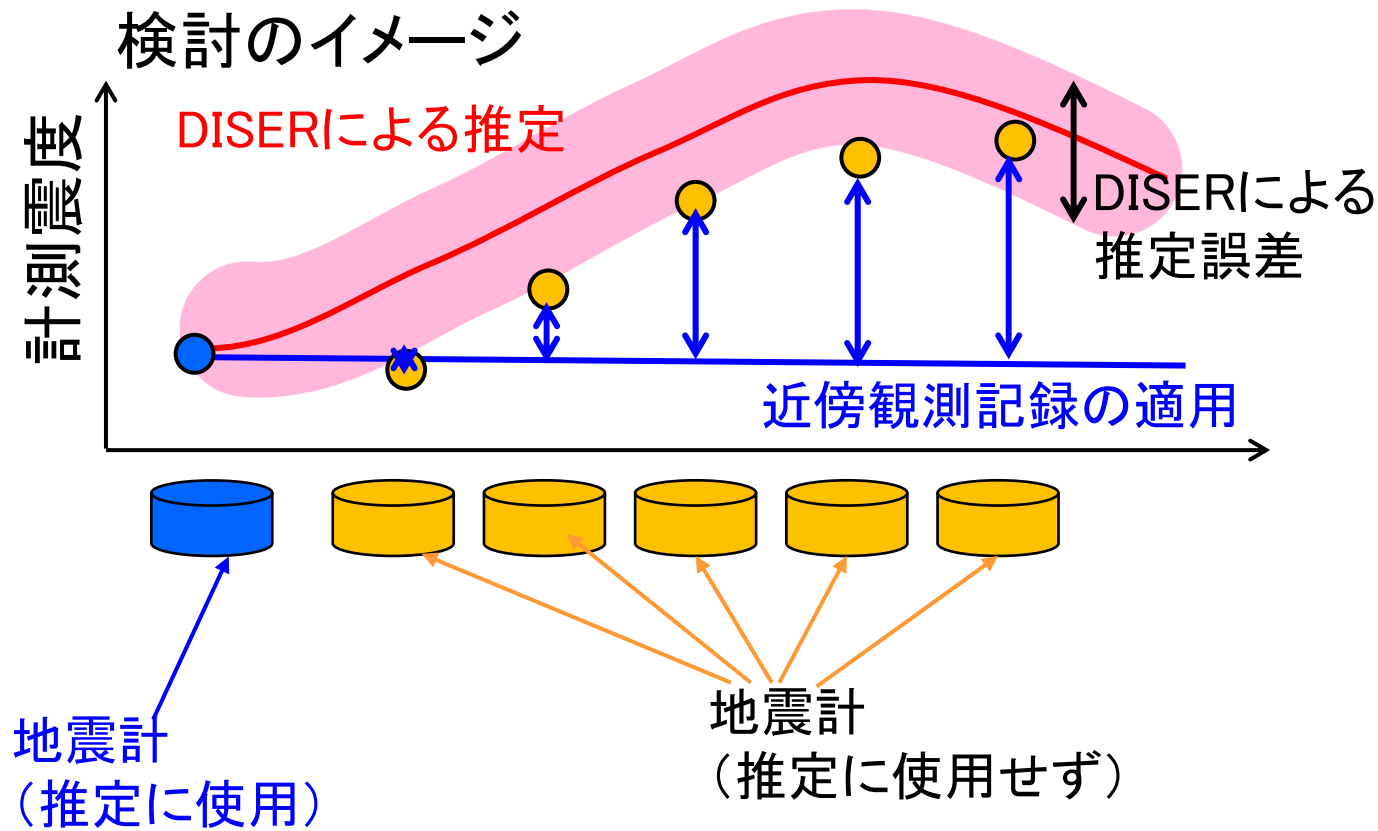 検討のイメージ
計測震度
DISERによる推定
DISERによる
推定誤差
近傍観測記録の適用
地震計
（推定に使用）
地震計
（推定に使用せず）